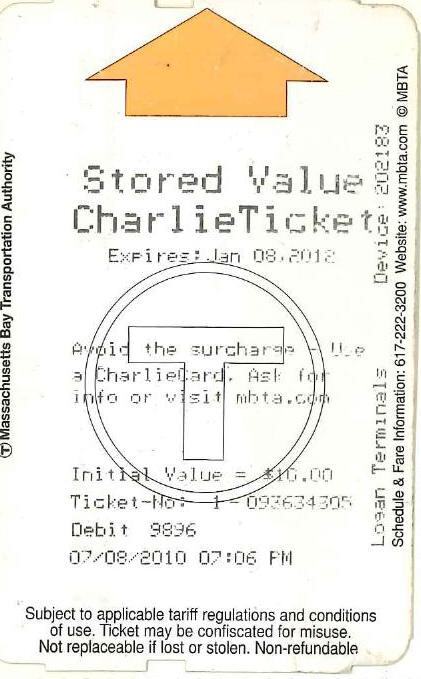 Stored Value
CharlieTicket
Expires: Jan 08, 2012
Avoid the surcharge - Use
a CharlieCard. Ask for
info or visit mbta.com
Initial Value = $10.00
Ticket-No: 1 - 093634305
Debit 9896
07/08/2010 07:06 PM
Subject to applicable tariff regulations and conditions
of use. Ticket may be confiscated for misuse.
Not replaceable if lost or stolen. Non-refundable
T Massachusetts Bay Transportation Authority
Logan Terminals Device: 202183
Schedule & Fare Information: 617-222-3200 Website: www.mbta.com © MBTA
T